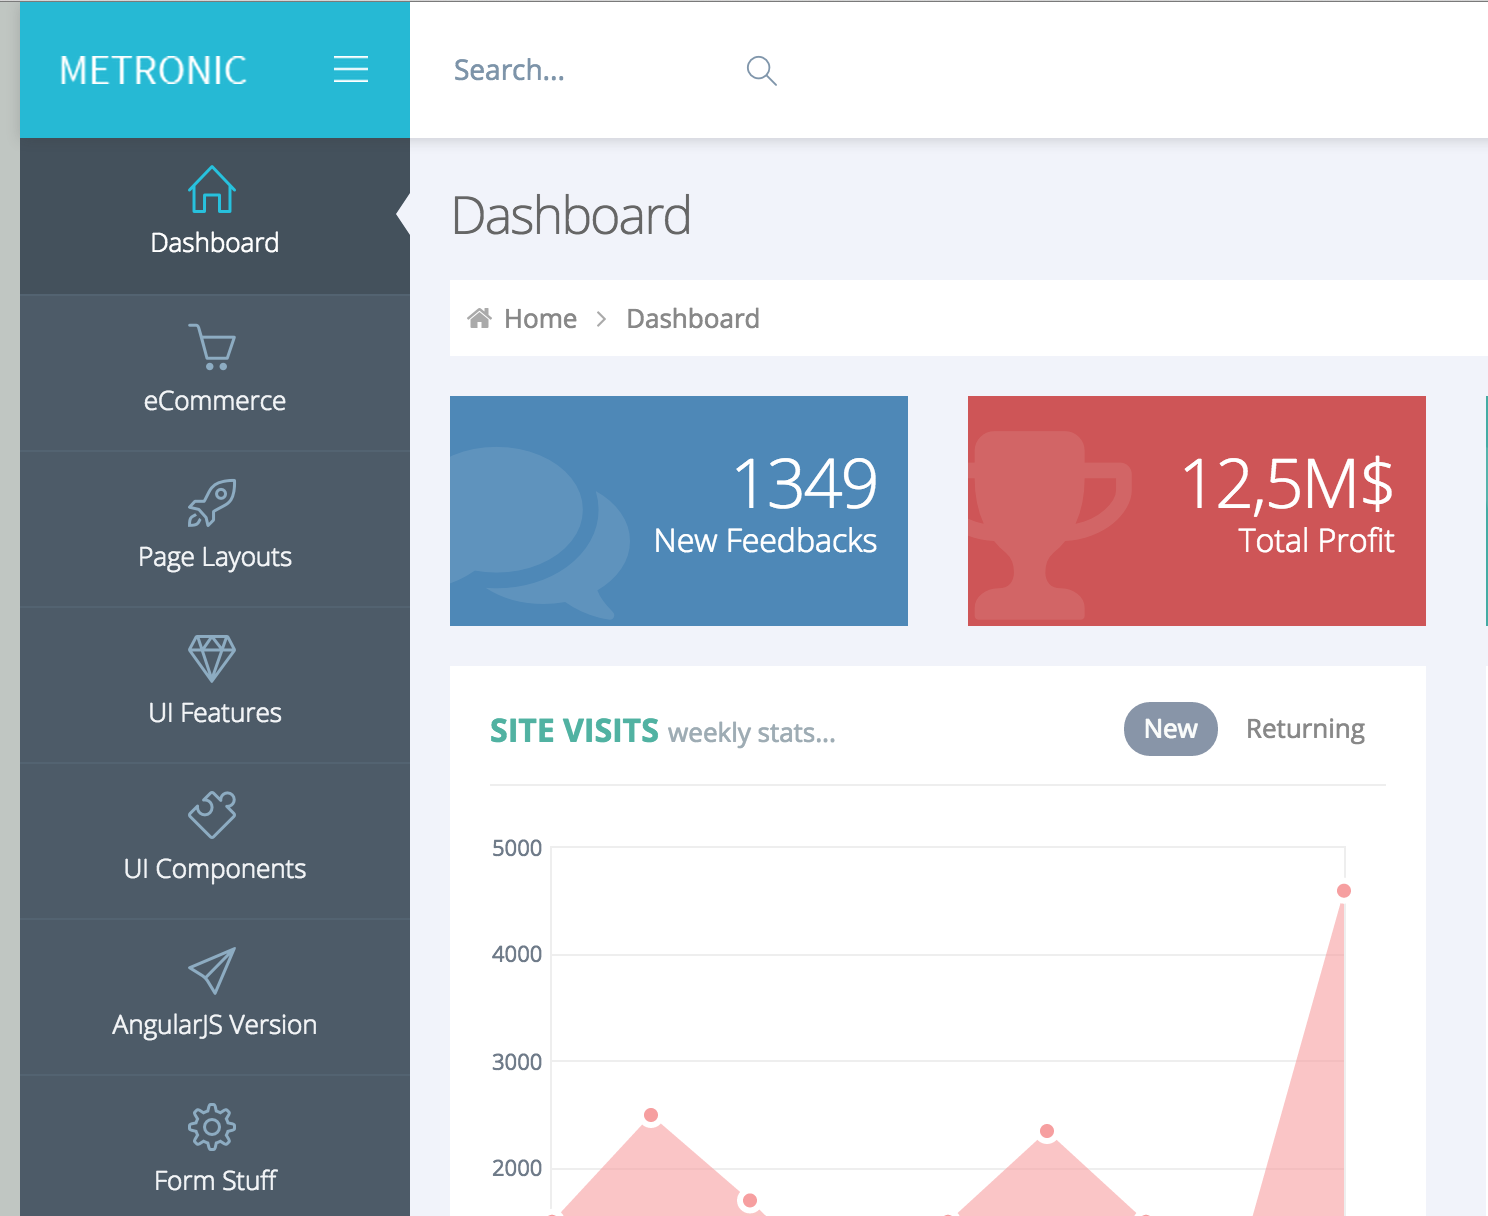 METRONIC
Search...
Dashboard
eCommerce
Page Layouts
UI Features
UI Components
AngularJS Version
Form Stuff
Dashboard
Home > Dashboard
1349
New Feedbacks
12,5M$
Total Profit
SITE VISITS weekly stats...
New Returning
5000
4000
3000
2000